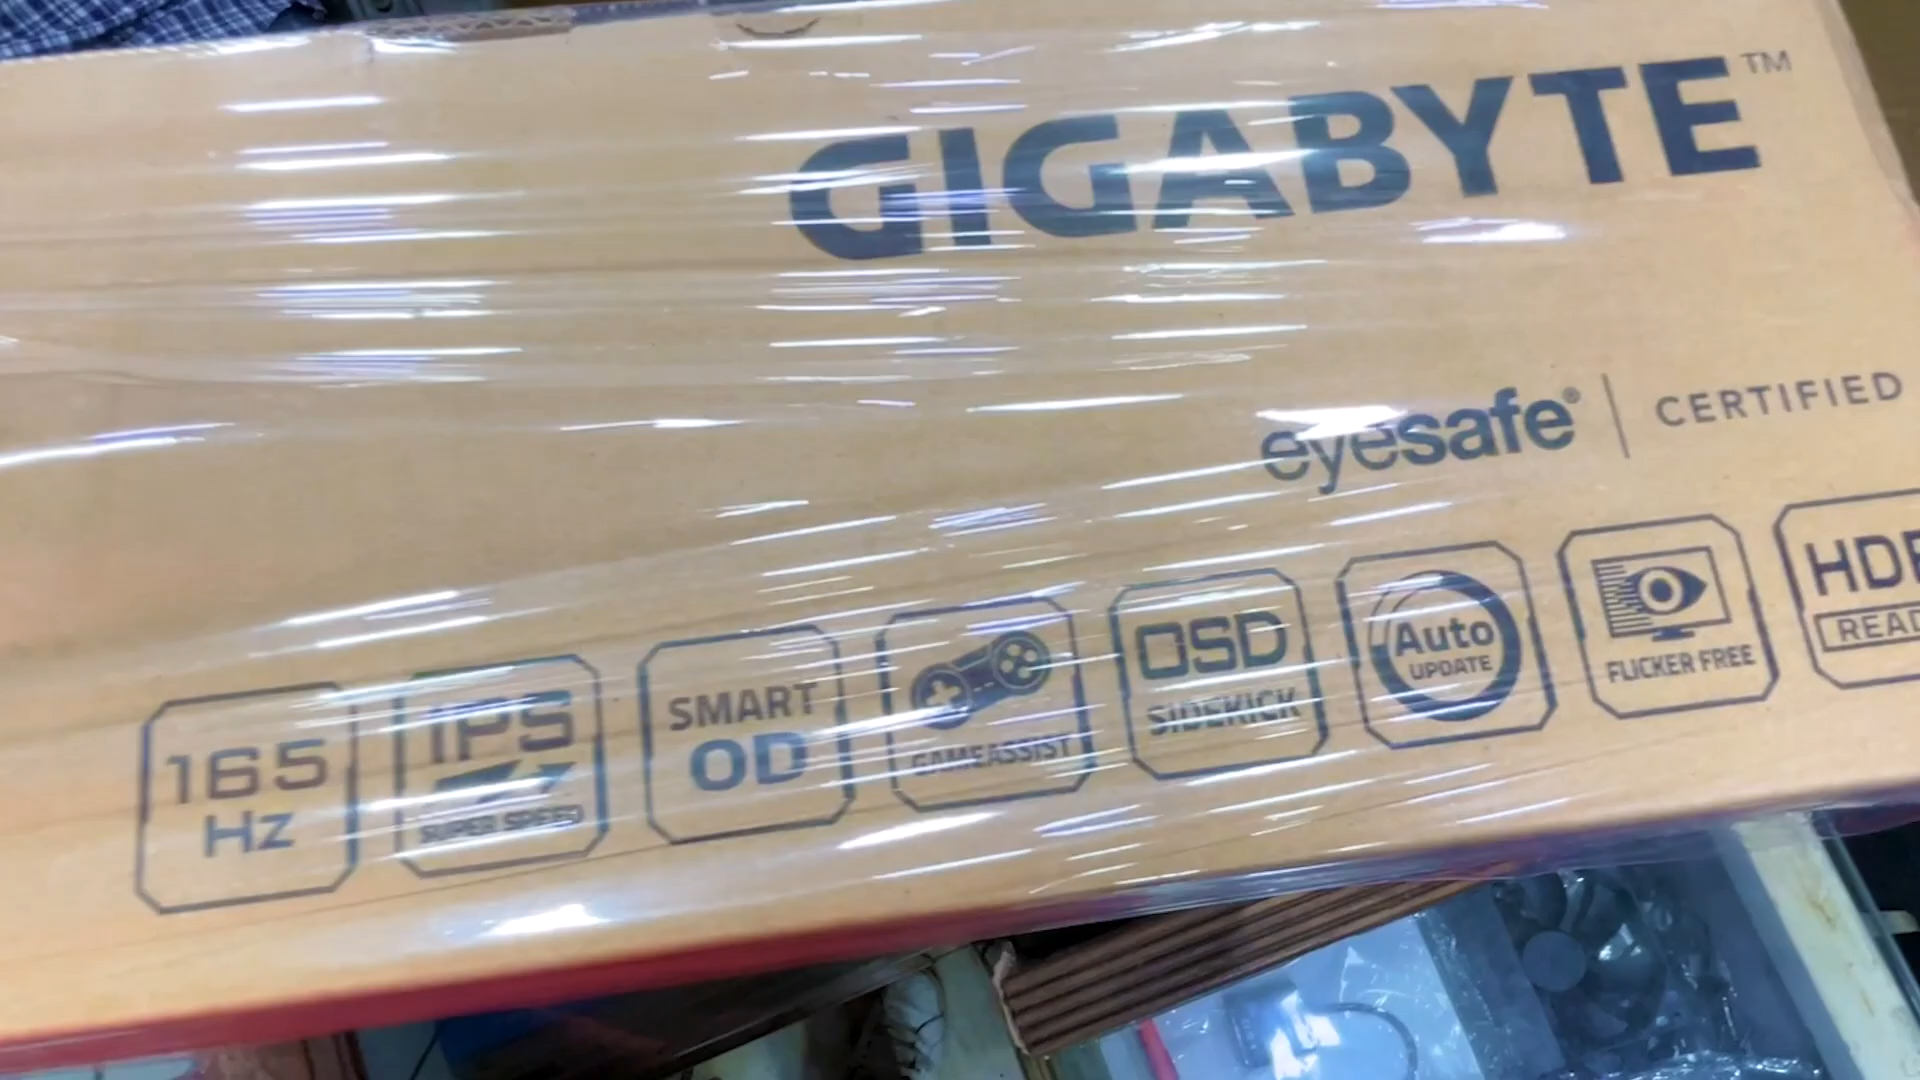 GIGABYTE™
eyesafe® | CERTIFIED
165
Hz
IPS
SUPER SPEED
SMART
OD
GAMEASSIST
OSD
SIDEKICK
Auto
UPDATE
FLICKER FREE